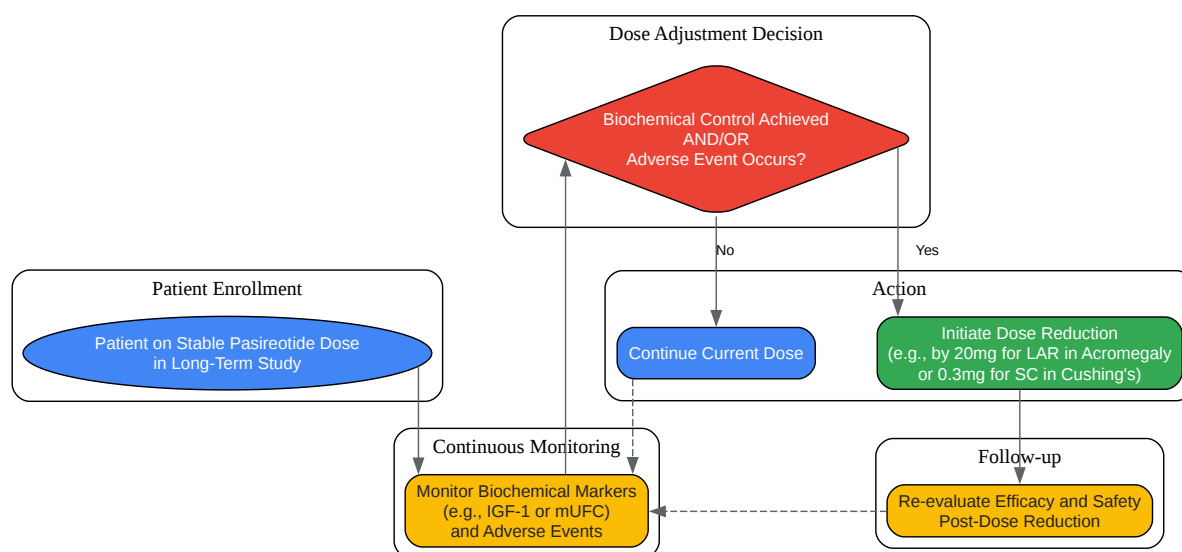 Dose Adjustment Decision
Biochemical Control Achieved
AND/OR
Adverse Event Occurs?
No
Yes
Patient Enrollment
Patient on Stable Pasireotide Dose
in Long-Term Study
Action
Continue Current Dose
Initiate Dose Reduction
(e.g., by 20mg for LAR in Acromegaly
or 0.3mg for SC in Cushing's)
Continuous Monitoring
Monitor Biochemical Markers
(e.g., IGF-1 or mUFC)
and Adverse Events
Follow-up
Re-evaluate Efficacy and Safety
Post-Dose Reduction